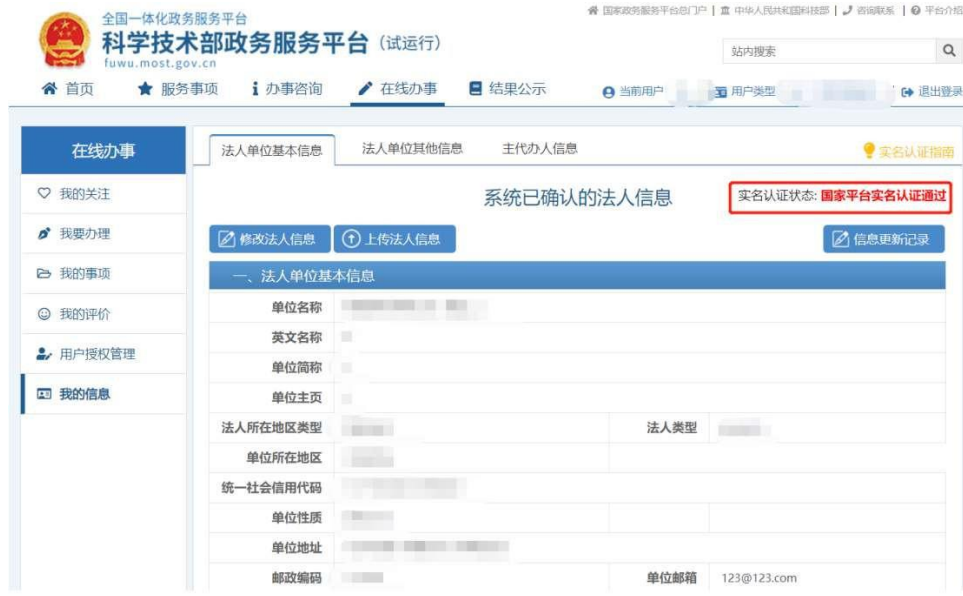 国家政务服务平台总门户 | 中华人民共和国科技部 | 咨询联系 | 平台介绍
全国一体化政务服务平台
科学技术部政务服务平台(试运行)
fuwu.most.gov.cn
站内搜索
首页 服务事项 办事咨询 在线办事 结果公示 当前用户 用户类型 退出登录
在线办事
我的关注
我要办理
我的事项
我的评价
用户授权管理
我的信息
法人单位基本信息 法人单位其他信息 主代办人信息 实名认证指南
系统已确认的法人信息 实名认证状态: 国家平台实名认证通过
修改法人信息 上传法人信息 信息更新记录
一、法人单位基本信息
单位名称
英文名称
单位简称
单位主页
法人所在地区类型 法人类型
单位所在地区
统一社会信用代码
单位性质
单位地址
邮政编码 单位邮箱 123@123.com